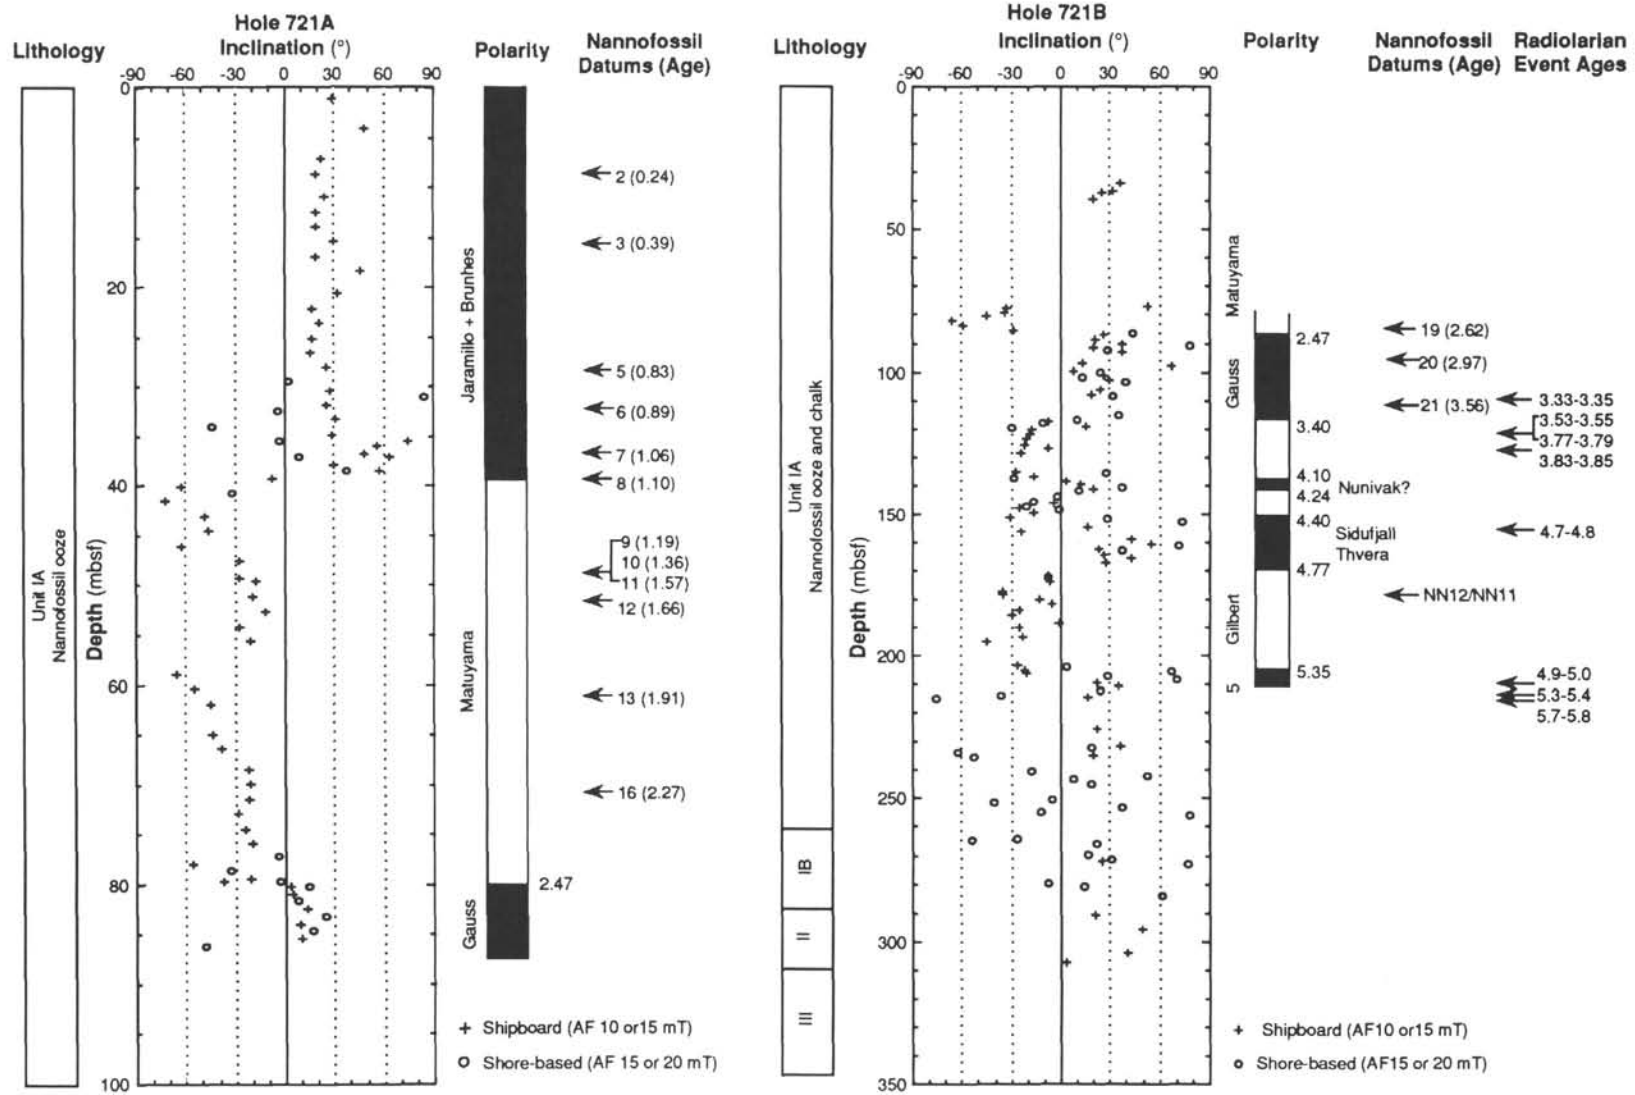 Hole 721A
Lithology
Inclination (°)
Polarity
Nannofossil
Datums (Age)
-90 -60 -30 0 30 60 90
0
20
40
60
80
100
Depth (mbsf)
Unit IA
Nannofossil ooze
Jaramillo + Brunhes
Matuyama
Gauss
2.47
2 (0.24)
3 (0.39)
5 (0.83)
6 (0.89)
7 (1.06)
8 (1.10)
9 (1.19)
10 (1.36)
11 (1.57)
12 (1.66)
13 (1.91)
16 (2.27)
+ Shipboard (AF 10 or15 mT)
o Shore-based (AF 15 or 20 mT)
Hole 721B
Lithology
Inclination (°)
Polarity
Nannofossil
Datums (Age)
Radiolarian
Event Ages
-90 -60 -30 0 30 60 90
0
50
100
150
200
250
300
350
Depth (mbsf)
Unit IA
Nannolossil ooze and chalk
IB
II
III
Matuyama
Gauss
Gilbert
5
2.47
3.40
4.10
4.24
4.40
4.77
5.35
Nunivak?
Sidufjall
Thvera
19 (2.62)
20 (2.97)
21 (3.56)
NN12/NN11
3.33-3.35
3.53-3.55
3.77-3.79
3.83-3.85
4.7-4.8
4.9-5.0
5.3-5.4
5.7-5.8
+ Shipboard (AF10 or15 mT)
o Shore-based (AF15 or 20 mT)